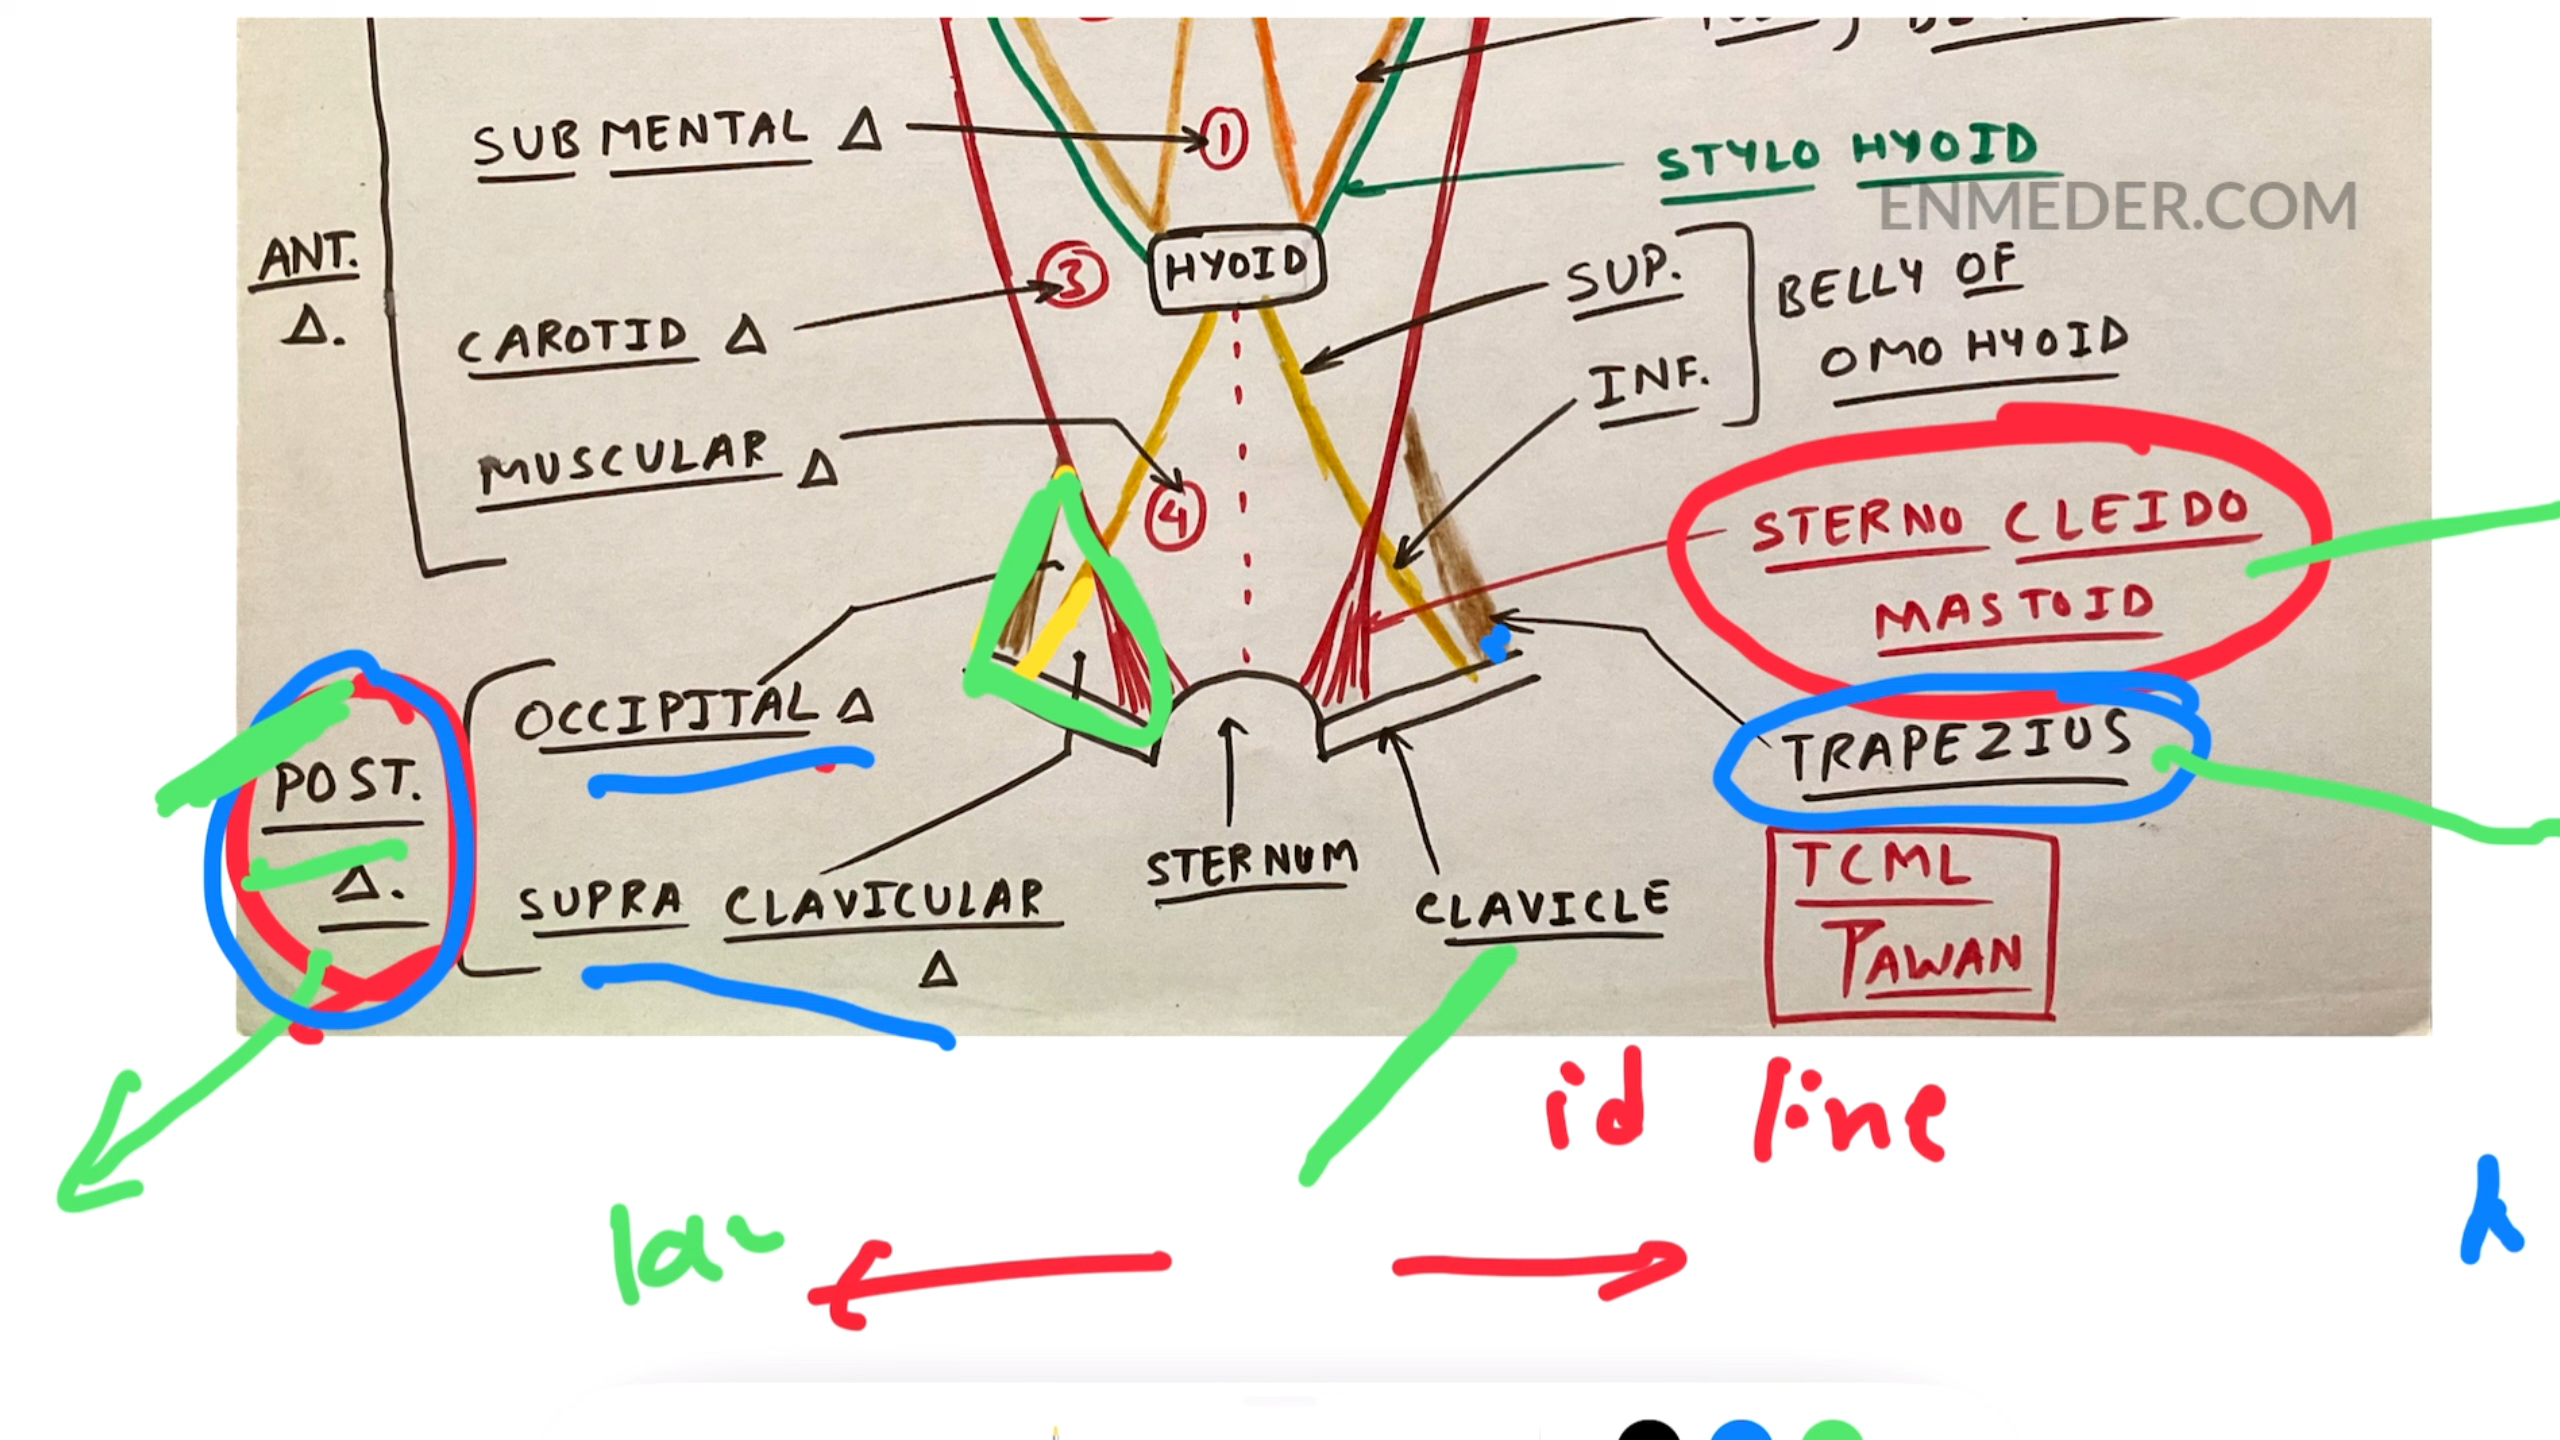 SUB MENTAL Δ
STYLO HYOID
ENMEDER.COM
ANT.
Δ.
1
3
HYOID
SUP.
BELLY OF
OMO HYOID
CAROTID Δ
INF.
MUSCULAR Δ
4
STERNO CLEIDO
MASTOID
OCCIPITAL Δ
TRAPEZIUS
POST.
Δ.
STERNUM
SUPRA CLAVICULAR
Δ
CLAVICLE
TCML
PAWAN
id line